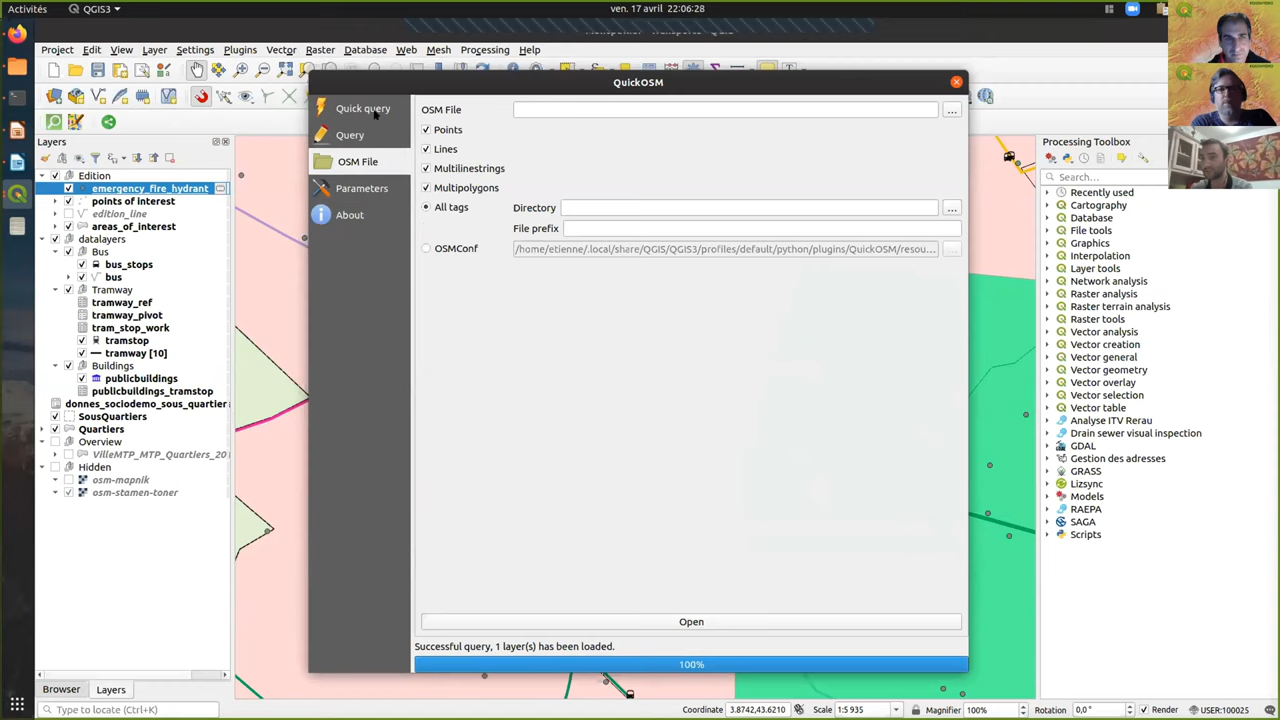 Activités
QGIS3
ven. 17 avril 22:06:28
Project Edit View Layer Settings Plugins Vector Raster Database Web Mesh Processing Help
QuickOSM
Quick query
Query
OSM File
Parameters
About
OSM File
...
Points
Lines
Multilinestrings
Multipolygons
All tags
Directory
...
File prefix
OSMConf
/home/etienne/.local/share/QGIS/QGIS3/profiles/default/python/plugins/QuickOSM/resou...
...
Open
Successful query, 1 layer(s) has been loaded.
100%
Layers
Edition
emergency_fire_hydrant
points of interest
edition_line
areas_of_interest
datalayers
Bus
bus_stops
bus
Tramway
tramway_ref
tramway_pivot
tram_stop_work
tramstop
tramway [10]
Buildings
publicbuildings
publicbuildings_tramstop
donnes_sociodemo_sous_quartier
SousQuartiers
Quartiers
Overview
VilleMTP_MTP_Quartiers_20
Hidden
osm-mapnik
osm-stamen-toner
Browser
Layers
Processing Toolbox
Search...
Recently used
Cartography
Database
File tools
Graphics
Interpolation
Layer tools
Network analysis
Raster analysis
Raster terrain analysis
Raster tools
Vector analysis
Vector creation
Vector general
Vector geometry
Vector overlay
Vector selection
Vector table
Analyse ITV Rerau
Drain sewer visual inspection
GDAL
Gestion des adresses
GRASS
Lizsync
Models
RAEPA
SAGA
Scripts
Type to locate (Ctrl+K)
Coordinate 3.8742,43.6210
Scale 1:5 935
Magnifier 100%
Rotation 0,0°
Render
USER:100025